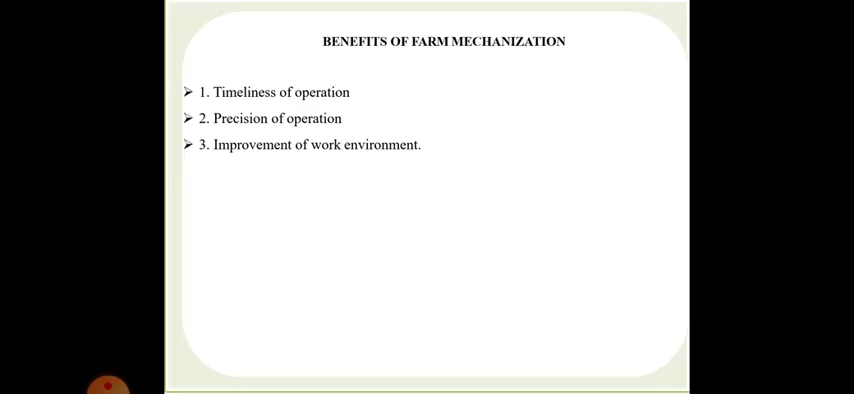 BENEFITS OF FARM MECHANIZATION
➢ 1. Timeliness of operation
➢ 2. Precision of operation
➢ 3. Improvement of work environment.